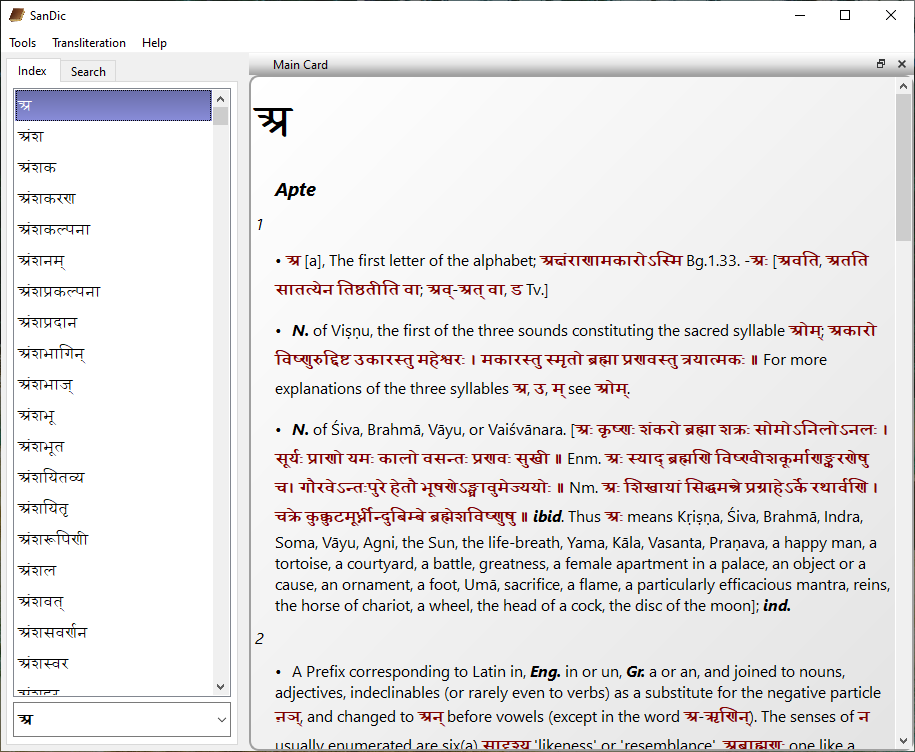 SanDic
Tools Transliteration Help
Index Search
अ
अंश
अंशक
अंशकरण
अंशकल्पना
अंशनम्
अंशप्रकल्पना
अंशप्रदान
अंशभागिन्
अंशभाज्
अंशभू
अंशभूत
अंशयितव्य
अंशयितृ
अंशरूपिणी
अंशल
अंशवत्
अंशसवर्णन
अंशस्वर
अ
Main Card
अ
Apte
1
• अ [a], The first letter of the alphabet; अक्षराणामकारोऽस्मि Bg.1.33. -अः [अवति, अतति
सातत्येन तिष्ठतीति वा; अव्-अत् वा, ड Tv.]
• N. of Viṣṇu, the first of the three sounds constituting the sacred syllable ओम्; अकारो
विष्णुरुद्दिष्ट उकारस्तु महेश्वरः । मकारस्तु स्मृतो ब्रह्मा प्रणवस्तु त्रयात्मकः ॥ For more
explanations of the three syllables अ, उ, म् see ओम्.
• N. of Śiva, Brahmā, Vāyu, or Vaiśvānara. [अः कृष्णः शंकरो ब्रह्मा शक्रः सोमोऽनिलोऽनलः ।
सूर्यः प्राणो यमः कालो वसन्तः प्रणवः सुखी ॥ Enm. अः स्याद् ब्रह्मणि विष्ण्वीशकूर्माणङ्करणेषु
च। गौरवेऽन्तःपुरे हेतौ भूषणेऽङ्घ्रावुमेज्ययोः ॥ Nm. अः शिखायां सिद्धमन्त्रे प्रग्राहेऽर्के रथार्वणि ।
चक्रे कुक्कुटमूर्ध्नीन्दुबिम्बे ब्रह्मेशविष्णुषु ॥ ibid. Thus अः means Kṛiṣṇa, Śiva, Brahmā, Indra,
Soma, Vāyu, Agni, the Sun, the life-breath, Yama, Kāla, Vasanta, Praṇava, a happy man, a
tortoise, a courtyard, a battle, greatness, a female apartment in a palace, an object or a
cause, an ornament, a foot, Umā, sacrifice, a flame, a particularly efficacious mantra, reins,
the horse of chariot, a wheel, the head of a cock, the disc of the moon]; ind.
2
• A Prefix corresponding to Latin in, Eng. in or un, Gr. a or an, and joined to nouns,
adjectives, indeclinables (or rarely even to verbs) as a substitute for the negative particle
नञ्, and changed to अन् before vowels (except in the word अ-ऋणिन्). The senses of न
usually enumerated are six(a) सादृश्य 'likeness' or 'resemblance', अब्राह्मणः one like a